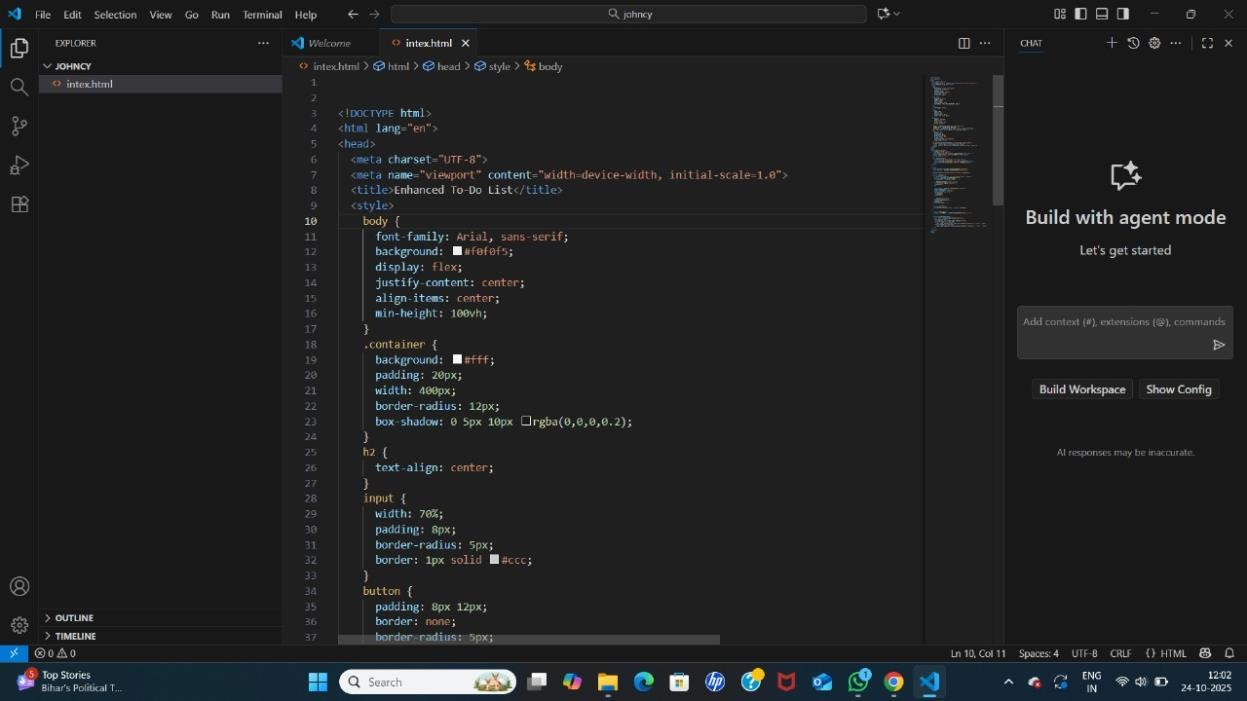 File Edit Selection View Go Run Terminal Help
johncy
EXPLORER
JOHNCY
intex.html
OUTLINE
TIMELINE
Welcome
intex.html
intex.html > html > head > style > body
1
2
3 <!DOCTYPE html>
4 <html lang="en">
5 <head>
6 <meta charset="UTF-8">
7 <meta name="viewport" content="width=device-width, initial-scale=1.0">
8 <title>Enhanced To-Do List</title>
9 <style>
10 body {
11 font-family: Arial, sans-serif;
12 background: #f0f0f5;
13 display: flex;
14 justify-content: center;
15 align-items: center;
16 min-height: 100vh;
17 }
18 .container {
19 background: #fff;
20 padding: 20px;
21 width: 400px;
22 border-radius: 12px;
23 box-shadow: 0 5px 10px rgba(0,0,0,0.2);
24 }
25 h2 {
26 text-align: center;
27 }
28 input {
29 width: 70%;
30 padding: 8px;
31 border-radius: 5px;
32 border: 1px solid #ccc;
33 }
34 button {
35 padding: 8px 12px;
36 border: none;
37 border-radius: 5px;
CHAT
Build with agent mode
Let's get started
Add context (#), extensions (@), commands
Build Workspace Show Config
AI responses may be inaccurate.
0 0
Ln 10, Col 11 Spaces: 4 UTF-8 CRLF {} HTML
5
Top Stories
Bihar's Political T...
Search
hp
1
ENG
IN
12:02
24-10-2025